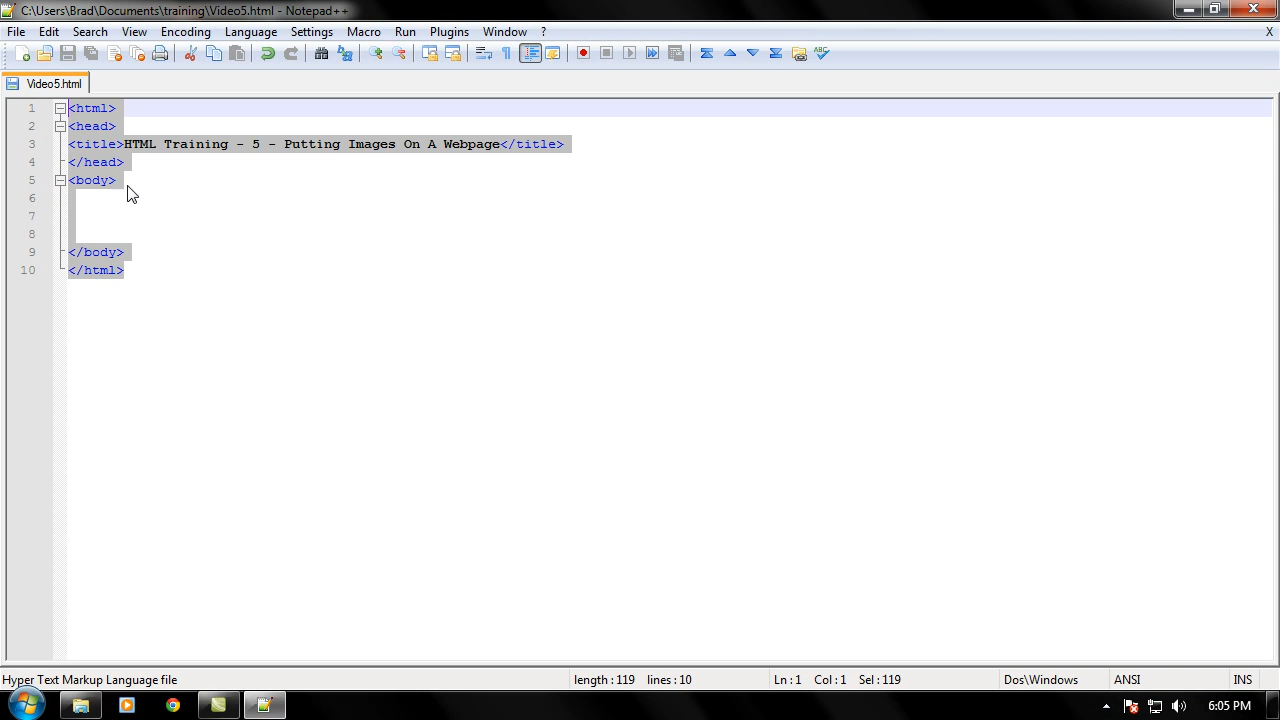 C:\Users\Brad\Documents\training\Video5.html - Notepad++
File Edit Search View Encoding Language Settings Macro Run Plugins Window ? X
Video5.html
1 <html>
2 <head>
3 <title>HTML Training - 5 - Putting Images On A Webpage</title>
4 </head>
5 <body>
6
7
8
9 </body>
10 </html>
Hyper Text Markup Language file length : 119 lines : 10 Ln : 1 Col : 1 Sel : 119 Dos\Windows ANSI INS
6:05 PM